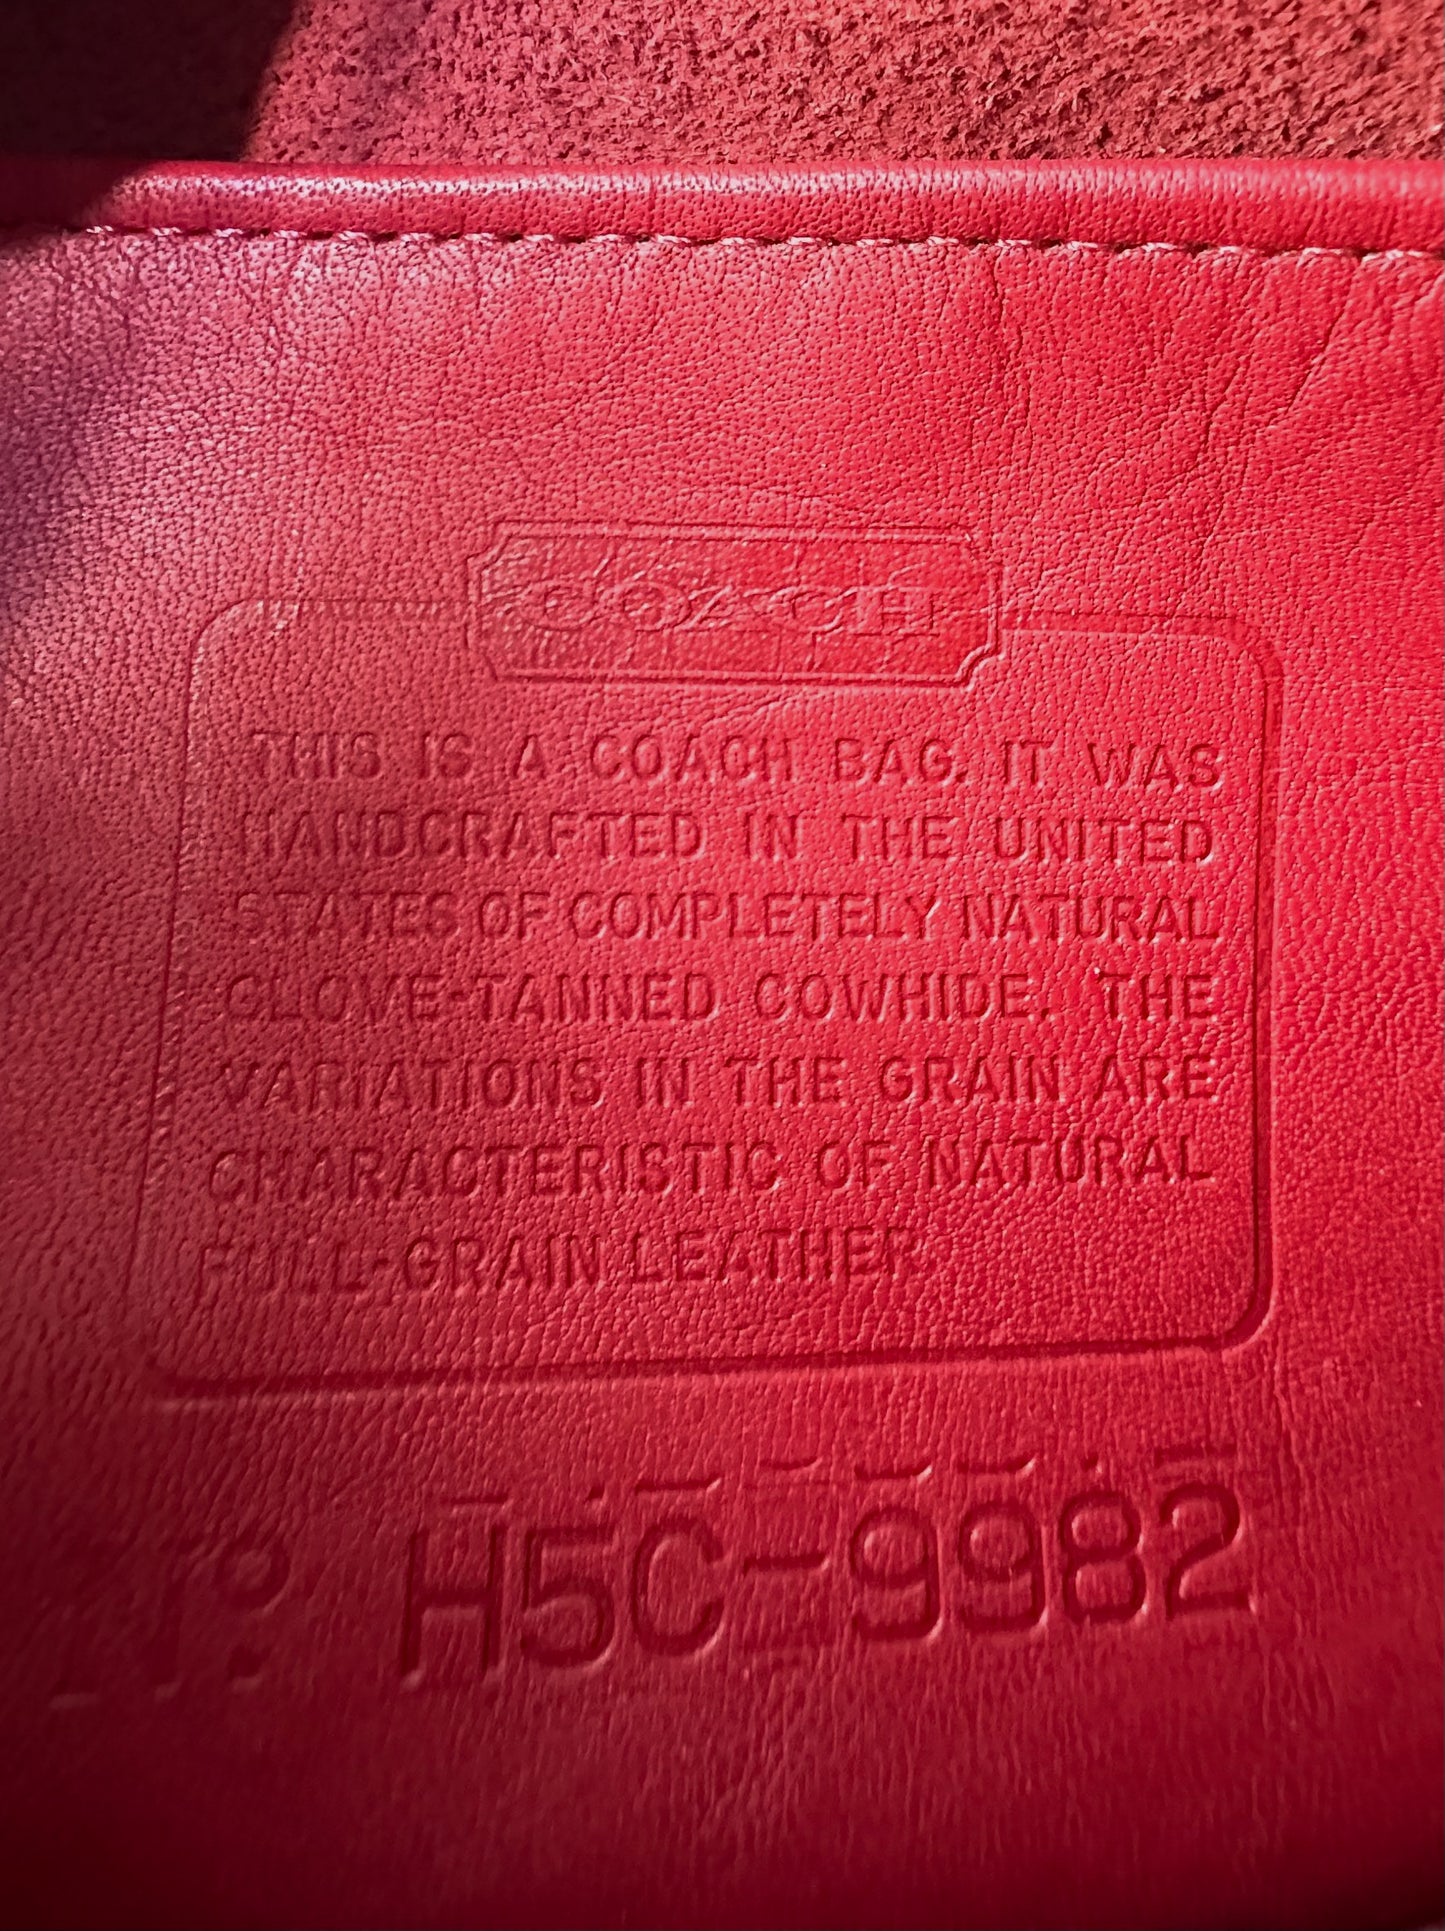 COACH
THIS IS A COACH BAG. IT WAS
HANDCRAFTED IN THE UNITED
STATES OF COMPLETELY NATURAL
GLOVE-TANNED COWHIDE. THE
VARIATIONS IN THE GRAIN ARE
CHARACTERISTIC OF NATURAL
FULL-GRAIN LEATHER.
No H5C-9982